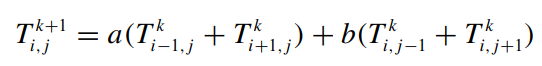 T_{i,j}^{k+1} = a(T_{i-1,j}^{k} + T_{i+1,j}^{k}) + b(T_{i,j-1}^{k} + T_{i,j+1}^{k})